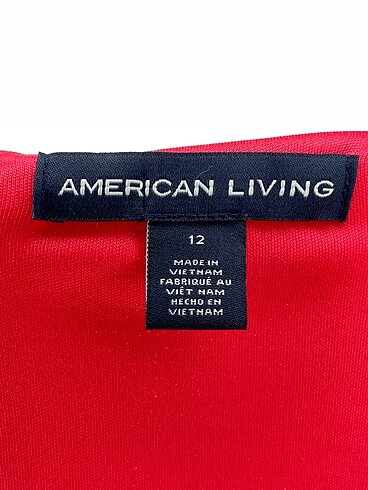 AMERICAN LIVING
12
MADE IN
VIETNAM
FABRIQUÉ AU
VIÊT NAM
HECHO EN
VIETNAM